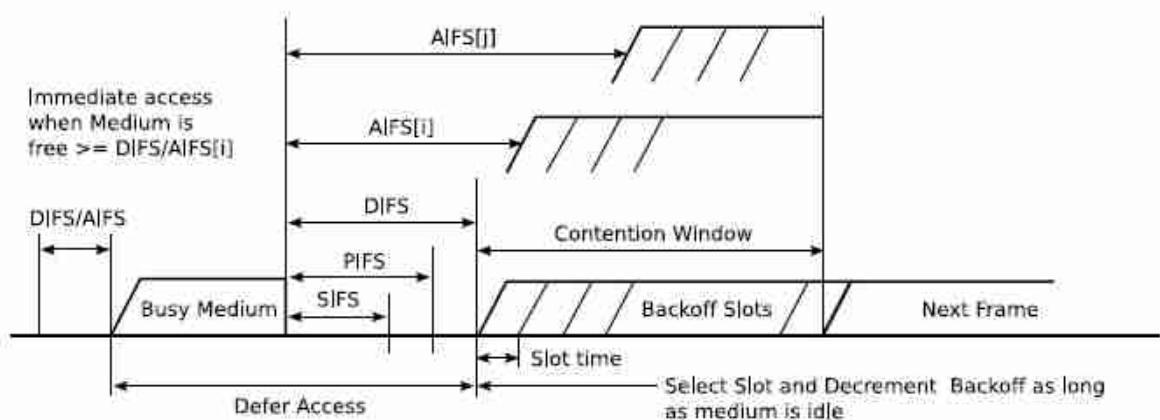 AIFS[j]
Immediate access
when Medium is
free >= DIFS/AIFS[i]
AIFS[i]
DIFS/AIFS
DIFS
Contention Window
PIFS
SIFS
Busy Medium
Backoff Slots
Next Frame
Slot time
Defer Access
Select Slot and Decrement Backoff as long
as medium is idle